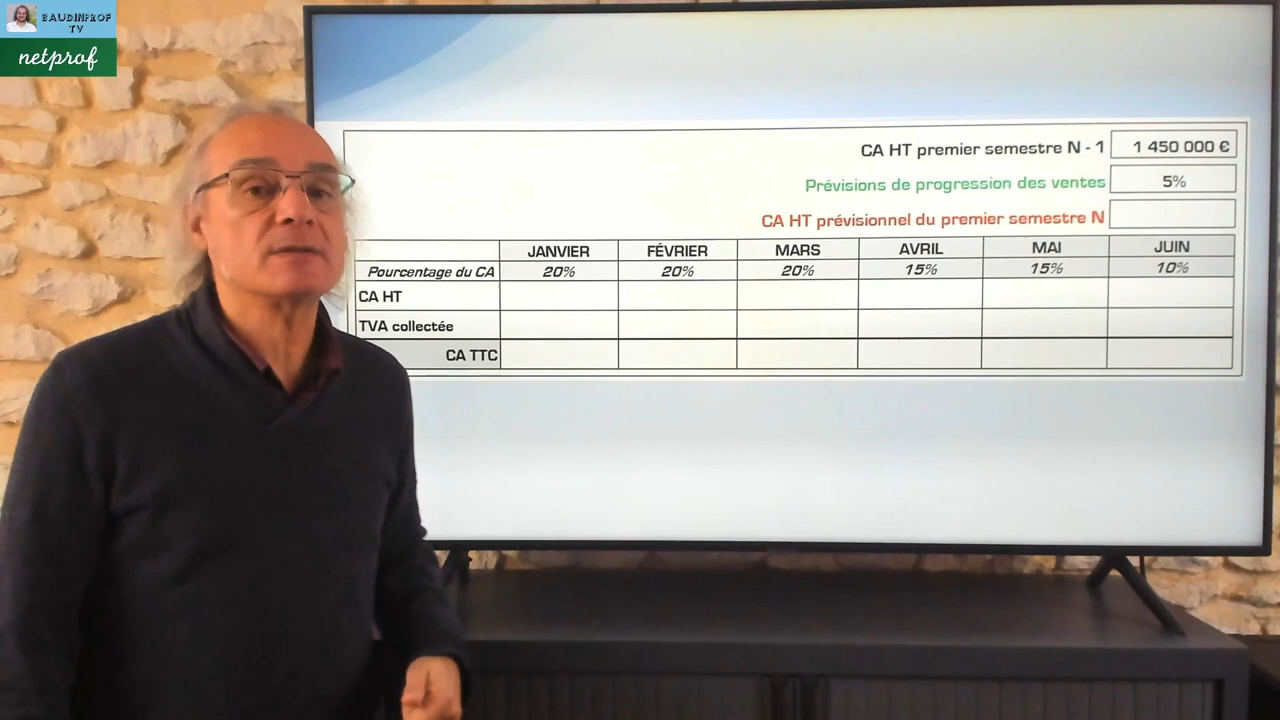 BAUDINPROF
TV
netprof
CA HT premier semestre N - 1 1 450 000 €
Prévisions de progression des ventes 5%
CA HT prévisionnel du premier semestre N
JANVIER FÉVRIER MARS AVRIL MAI JUIN
Pourcentage du CA 20% 20% 20% 15% 15% 10%
CA HT
TVA collectée
CA TTC